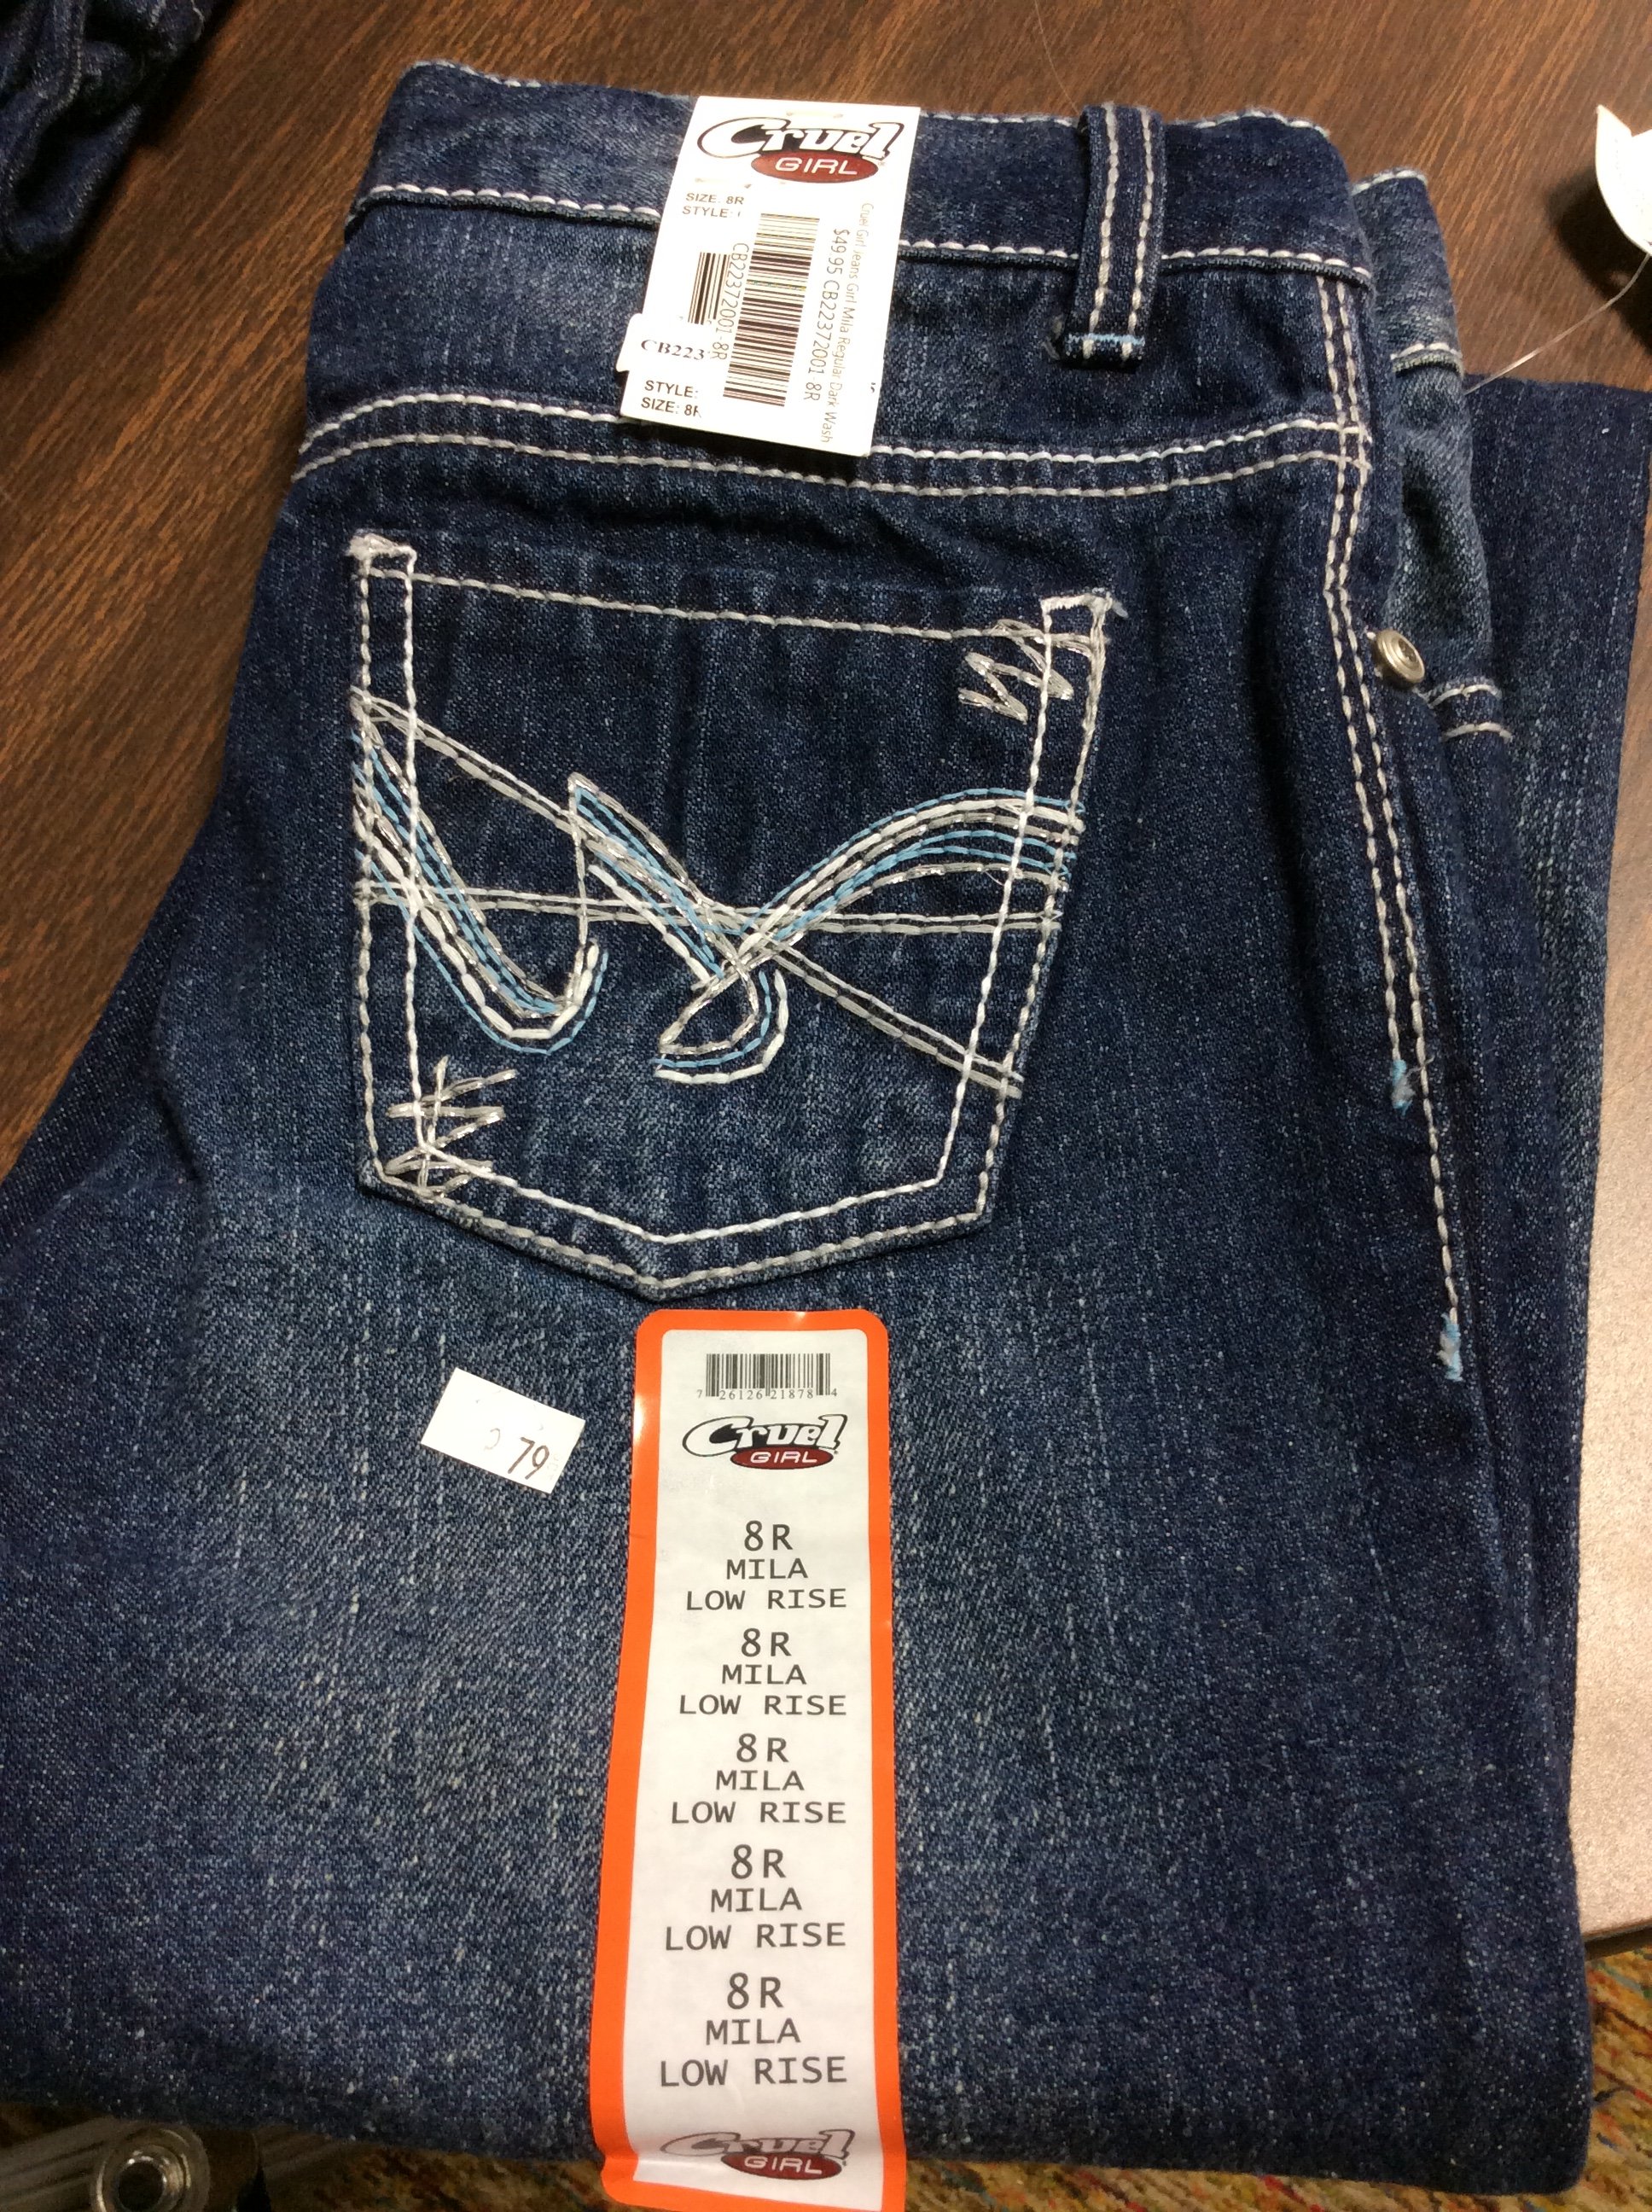 Cruel
GIRL
SIZE: 8R
STYLE:
Cruel Girl Jeans Girl Mila Regular Dark Wash
$49.95 CB22372001 8R
CB22372001-8R
CB223
STYLE:
SIZE: 8R
7 26126 21878 4
Cruel
GIRL
8R
MILA
LOW RISE
8R
MILA
LOW RISE
8R
MILA
LOW RISE
8R
MILA
LOW RISE
8R
MILA
LOW RISE
Cruel
GIRL
79